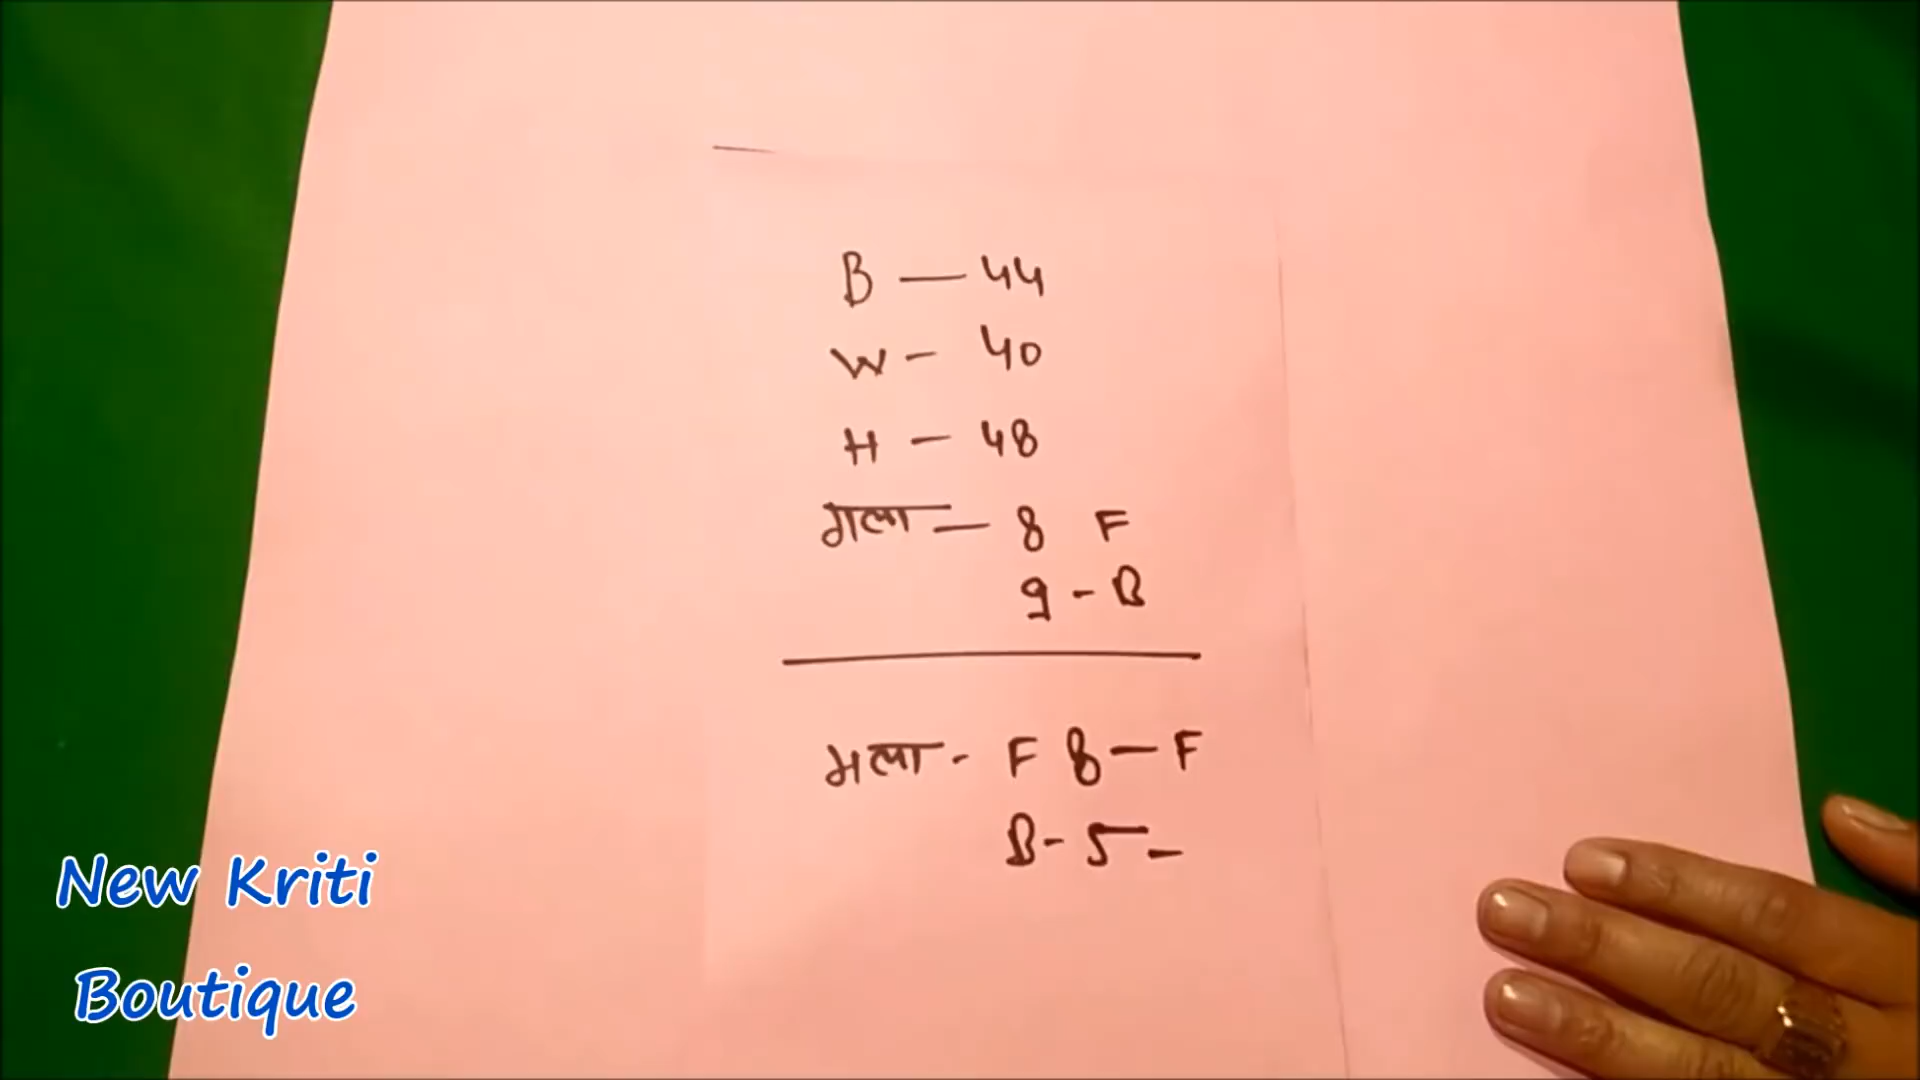 B — 44
W - 40
H - 48
गला - 8 F
9 - B
गला - F 8 - F
B - 5 -
New Kriti
Boutique